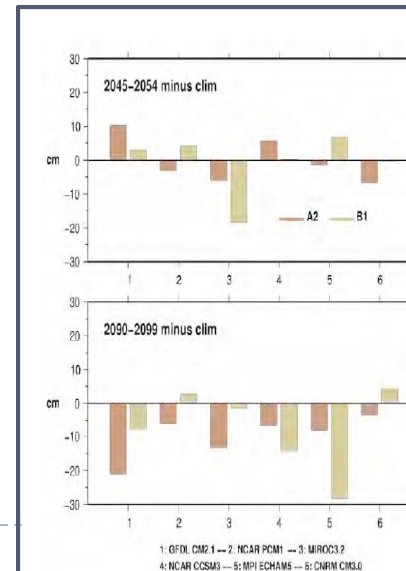 30
20
2045–2054 minus clim
10
cm 0
-10
A2 B1
-20
-30
1 2 3 4 5 6
30
20
2090–2099 minus clim
10
cm 0
-10
-20
-30
1 2 3 4 5 6
1: GFDL CM2.1 --- 2: NCAR PCM1 --- 3: MIROC3.2
4: NCAR CCSM3 --- 5: MPI ECHAM5 -- 6: CNRM CM3.0